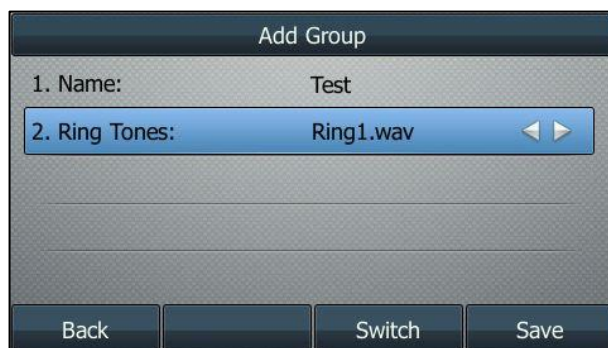 Add Group
1. Name: Test
2. Ring Tones: Ring1.wav
Back Switch Save